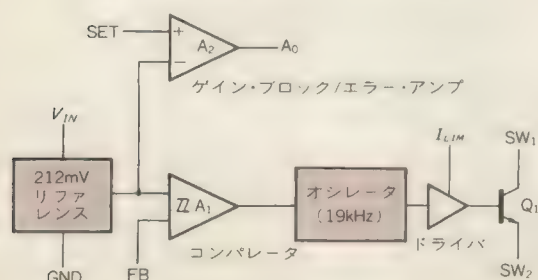 SET
+
−
A2
A0
ゲイン・ブロック/エラー・アンプ
VIN
212mV
リファ
レンス
GND
FB
A1
コンパレータ
オシレータ
(19kHz)
ILIM
ドライバ
SW1
Q1
SW2